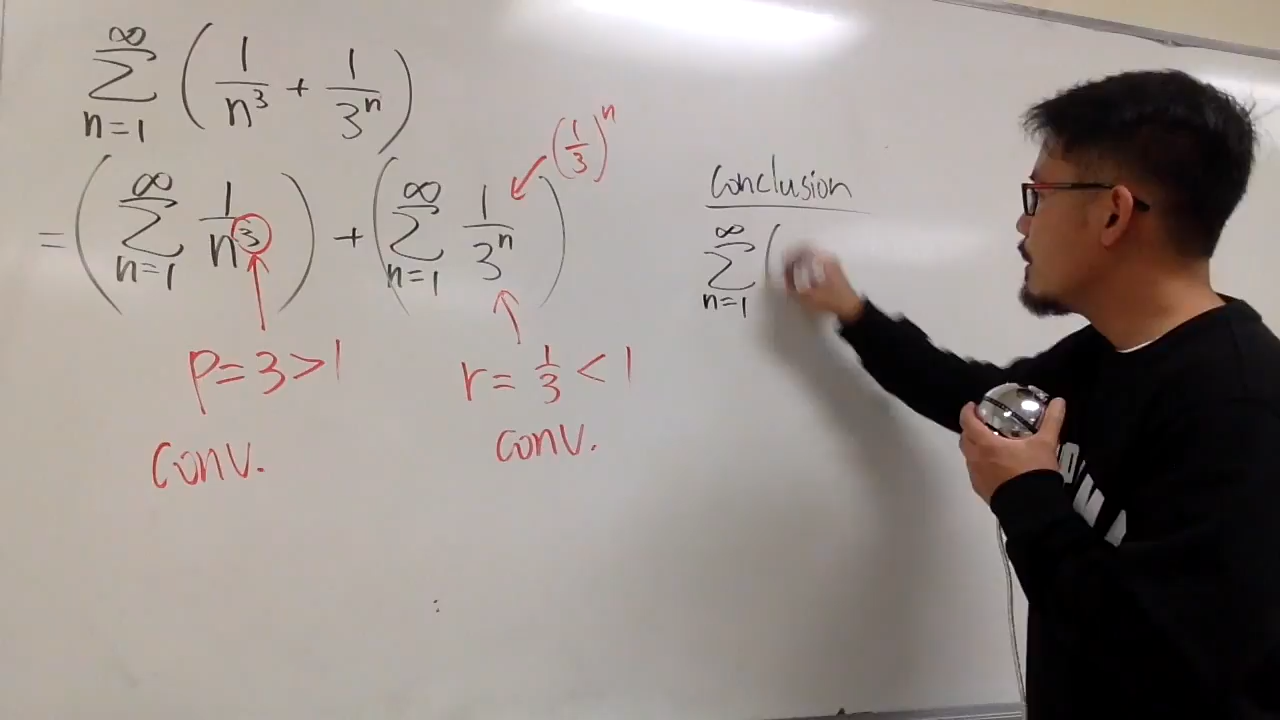 ∞ Σ n=1 ( 1/n³ + 1/3ⁿ )
= ( ∞ Σ n=1 1/n³ ) + ( ∞ Σ n=1 1/3ⁿ ) (1/3)ⁿ
p=3>1
r=1/3<1
conv.
conv.
Conclusion
∞ Σ n=1 (